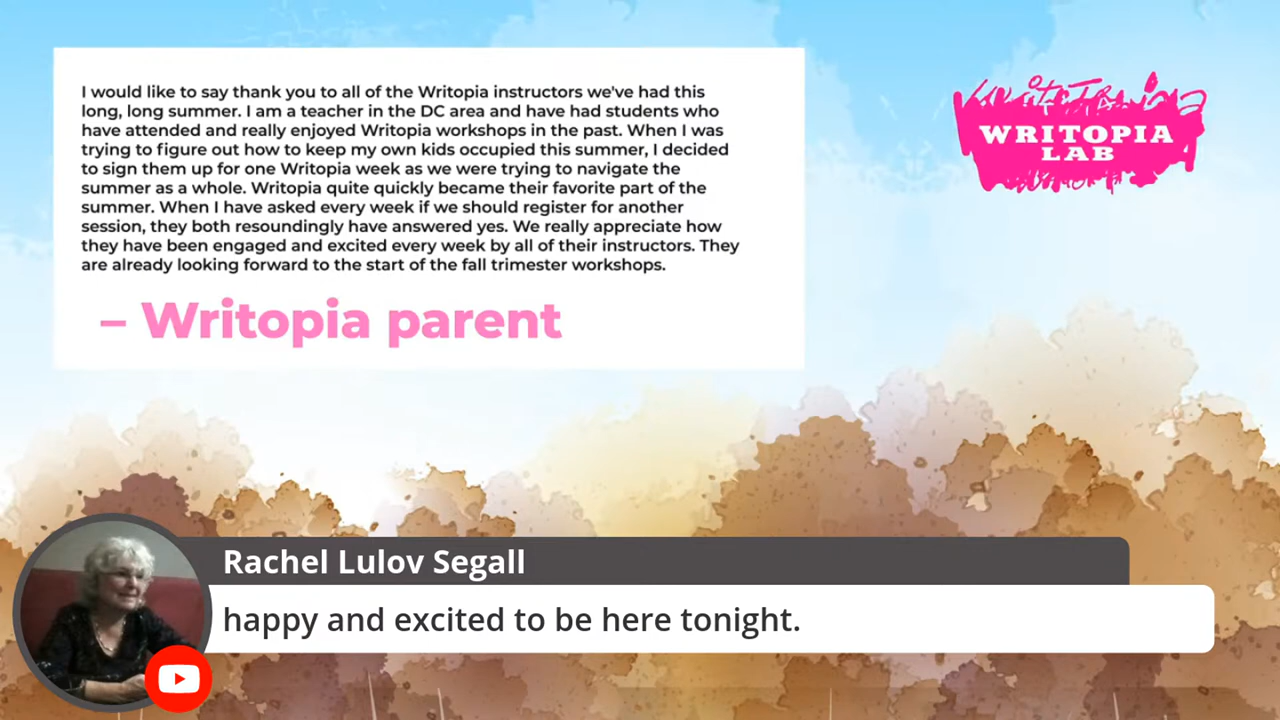 I would like to say thank you to all of the Writopia instructors we've had this
long, long summer. I am a teacher in the DC area and have had students who
have attended and really enjoyed Writopia workshops in the past. When I was
trying to figure out how to keep my own kids occupied this summer, I decided
to sign them up for one Writopia week as we were trying to navigate the
summer as a whole. Writopia quite quickly became their favorite part of the
summer. When I have asked every week if we should register for another
session, they both resoundingly have answered yes. We really appreciate how
they have been engaged and excited every week by all of their instructors. They
are already looking forward to the start of the fall trimester workshops.
– Writopia parent
WRITOPIA
LAB
Rachel Lulov Segall
happy and excited to be here tonight.